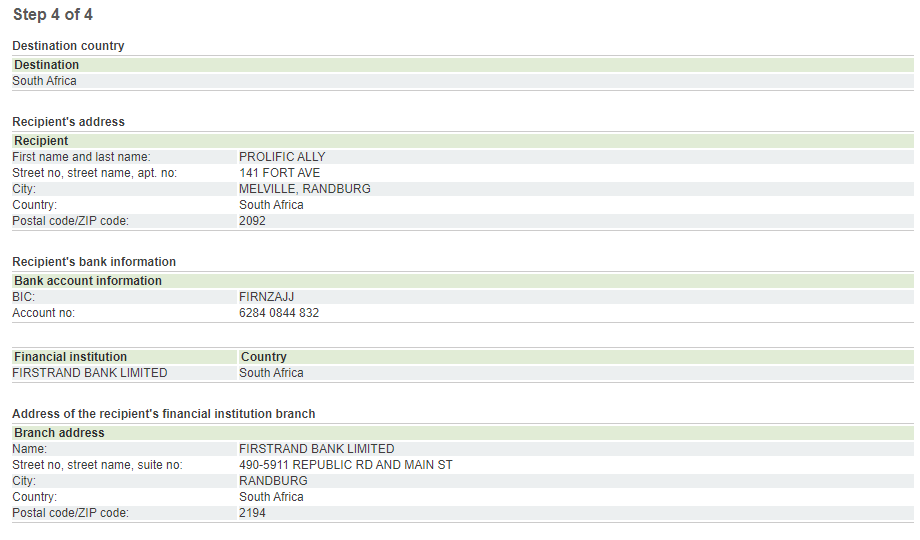 Step 4 of 4
Destination country
Destination
South Africa
Recipient's address
Recipient
First name and last name: PROLIFIC ALLY
Street no, street name, apt. no: 141 FORT AVE
City: MELVILLE, RANDBURG
Country: South Africa
Postal code/ZIP code: 2092
Recipient's bank information
Bank account information
BIC: FIRNZAJJ
Account no: 6284 0844 832
Financial institution Country
FIRSTRAND BANK LIMITED South Africa
Address of the recipient's financial institution branch
Branch address
Name: FIRSTRAND BANK LIMITED
Street no, street name, suite no: 490-5911 REPUBLIC RD AND MAIN ST
City: RANDBURG
Country: South Africa
Postal code/ZIP code: 2194